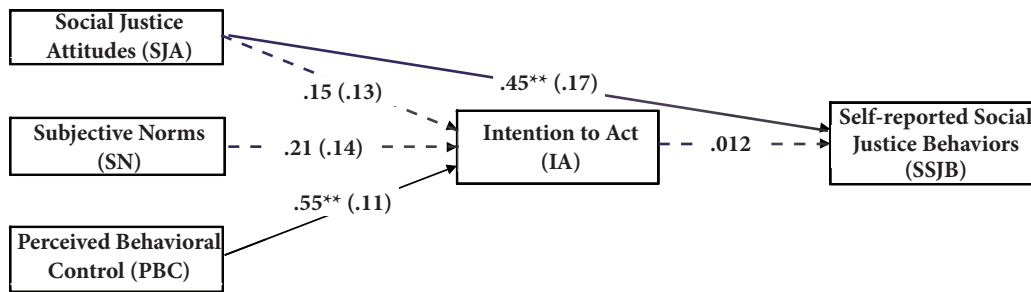 Social Justice
Attitudes (SJA)
.45** (.17)
.15 (.13)
Subjective Norms
(SN)
.21 (.14)
Intention to Act
(IA)
.012
Self-reported Social
Justice Behaviors
(SSJB)
.55** (.11)
Perceived Behavioral
Control (PBC)